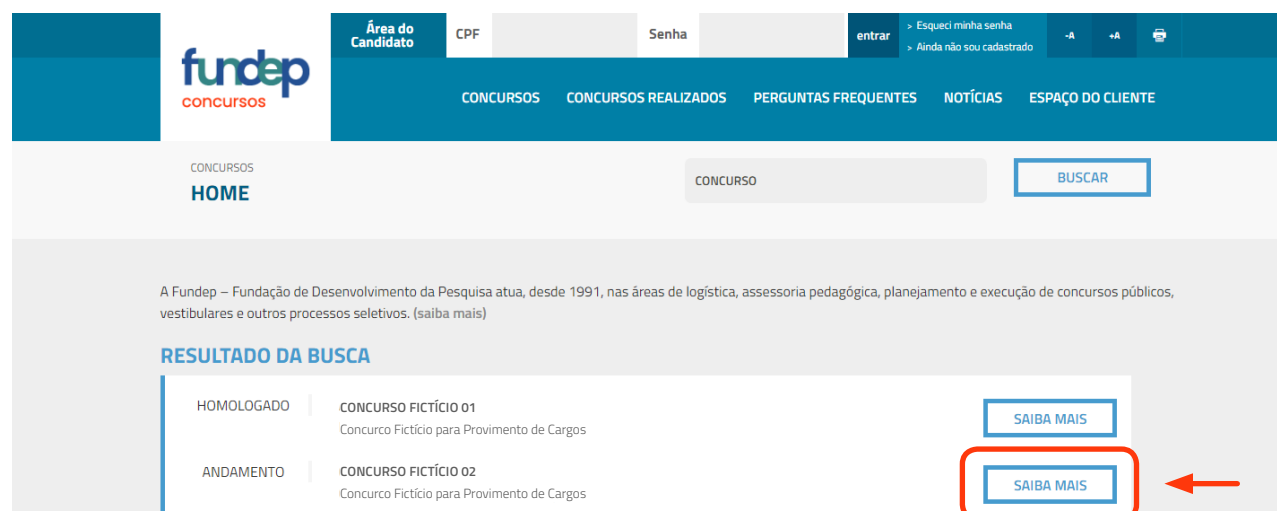 Área do
Candidato
CPF
Senha
entrar
> Esqueci minha senha
> Ainda não sou cadastrado
-A
+A
fundep
concursos
CONCURSOS
CONCURSOS REALIZADOS
PERGUNTAS FREQUENTES
NOTÍCIAS
ESPAÇO DO CLIENTE
CONCURSOS
HOME
CONCURSO
BUSCAR
A Fundep – Fundação de Desenvolvimento da Pesquisa atua, desde 1991, nas áreas de logística, assessoria pedagógica, planejamento e execução de concursos públicos,
vestibulares e outros processos seletivos. (saiba mais)
RESULTADO DA BUSCA
HOMOLOGADO
CONCURSO FICTÍCIO 01
Concurco Fictício para Provimento de Cargos
SAIBA MAIS
ANDAMENTO
CONCURSO FICTÍCIO 02
Concurco Fictício para Provimento de Cargos
SAIBA MAIS